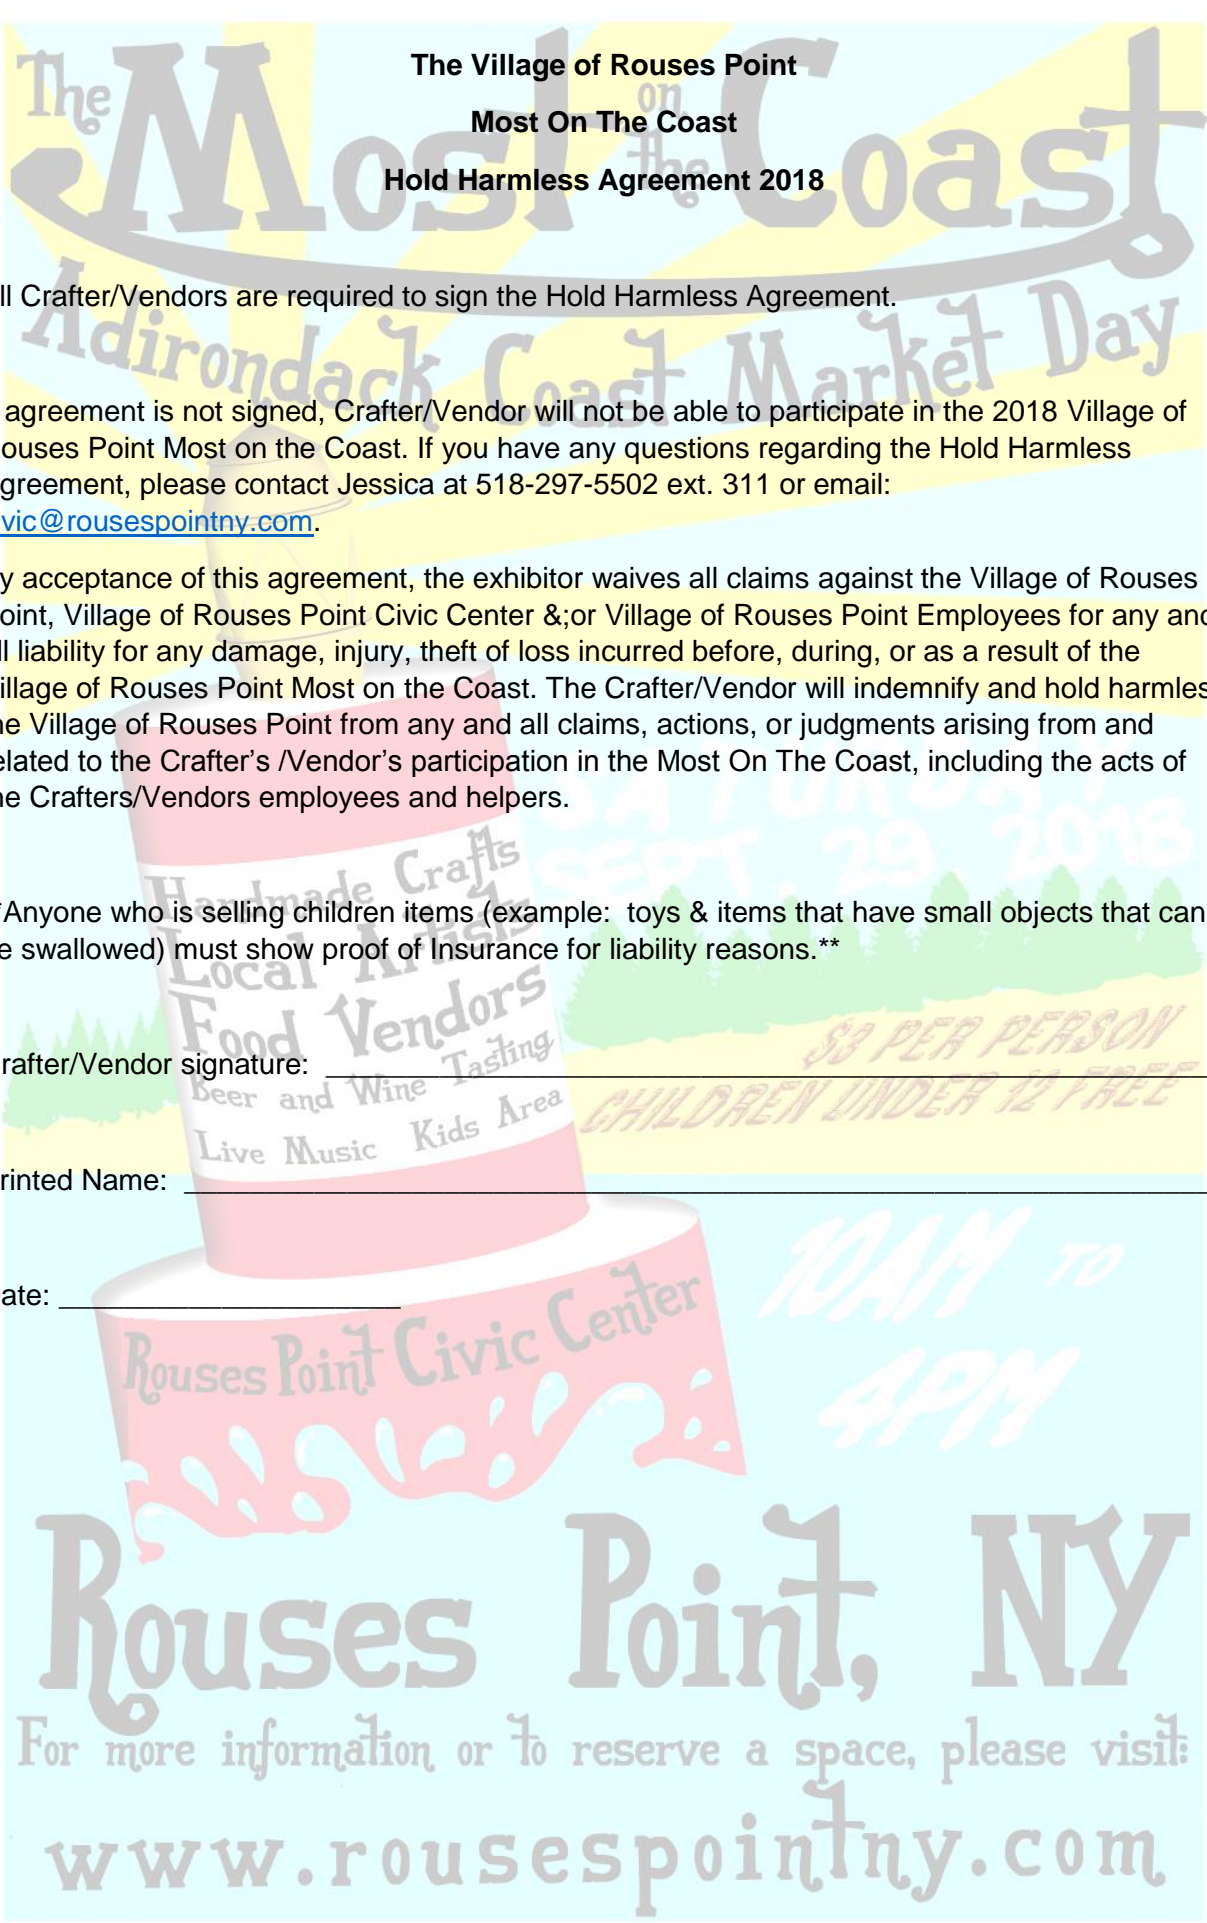 The Village of Rouses Point
Most On The Coast
Hold Harmless Agreement 2018
ll Crafter/Vendors are required to sign the Hold Harmless Agreement.
agreement is not signed, Crafter/Vendor will not be able to participate in the 2018 Village of
ouses Point Most on the Coast. If you have any questions regarding the Hold Harmless
greement, please contact Jessica at 518-297-5502 ext. 311 or email:
vic@rousespointny.com.
y acceptance of this agreement, the exhibitor waives all claims against the Village of Rouses
oint, Village of Rouses Point Civic Center &;or Village of Rouses Point Employees for any and
ll liability for any damage, injury, theft of loss incurred before, during, or as a result of the
illage of Rouses Point Most on the Coast. The Crafter/Vendor will indemnify and hold harmles
he Village of Rouses Point from any and all claims, actions, or judgments arising from and
elated to the Crafter’s /Vendor’s participation in the Most On The Coast, including the acts of
he Crafters/Vendors employees and helpers.
*Anyone who is selling children items (example: toys & items that have small objects that can
e swallowed) must show proof of Insurance for liability reasons.**
rafter/Vendor signature: ____________________________________________________
rinted Name: ____________________________________________________________
ate: _____________________
The Most on the Coast
Adirondack Coast Market Day
SATURDAY
SEPT. 29, 2018
Handmade Crafts
Local Artists
Food Vendors
Beer and Wine Tasting
Live Music Kids Area
$3 PER PERSON
CHILDREN UNDER 12 FREE
10AM TO
4PM
Rouses Point Civic Center
Rouses Point, NY
For more information or to reserve a space, please visit:
www.rousespointny.com